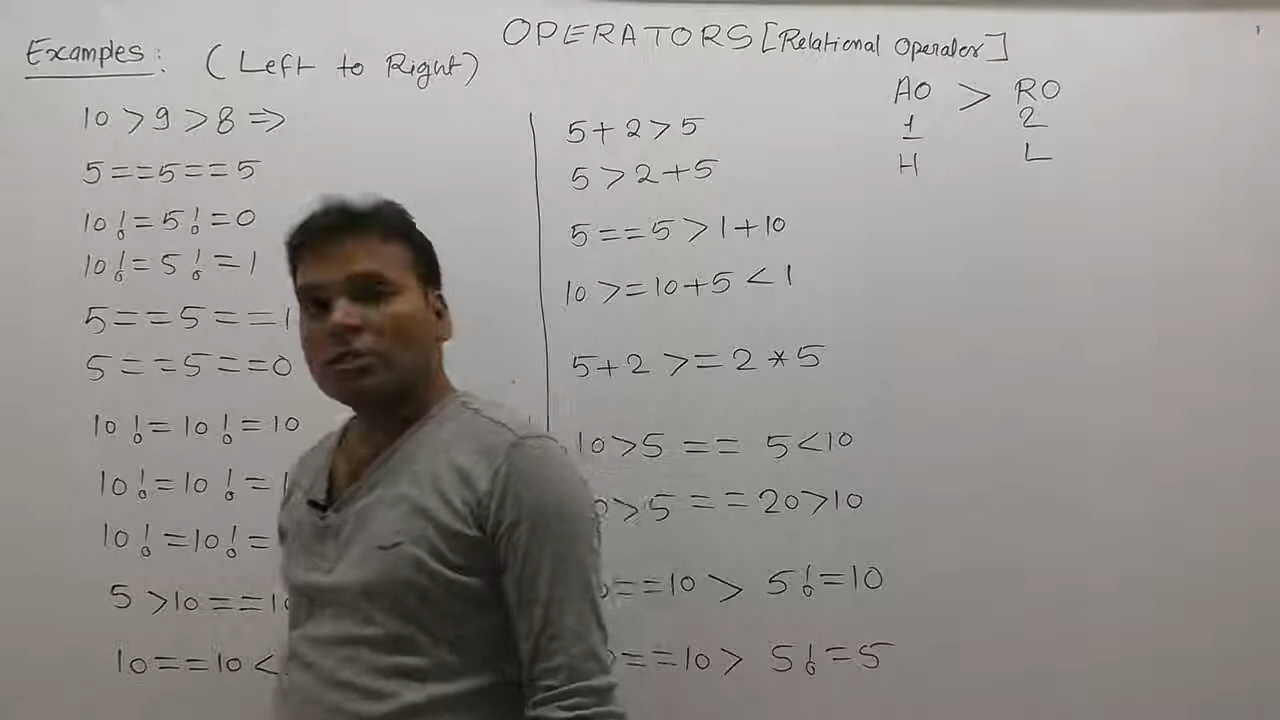 OPERATORS [Relational Operator]
Examples: (Left to Right)
10 > 9 > 8 =>
5 == 5 == 5
10 != 5 != 0
10 != 5 != 1
5 == 5 == 1
5 == 5 == 0
10 != 10 != 10
10 != 10 !=
10 != 10 !=
5 > 10 ==
10 == 10 <
5 + 2 > 5
5 > 2 + 5
5 == 5 > 1 + 10
10 >= 10 + 5 < 1
5 + 2 >= 2 * 5
10 > 5 == 5 < 10
> 5 == 20 > 10
== 10 > 5 != 10
== 10 > 5 != 5
AO > RO
1 2
H L